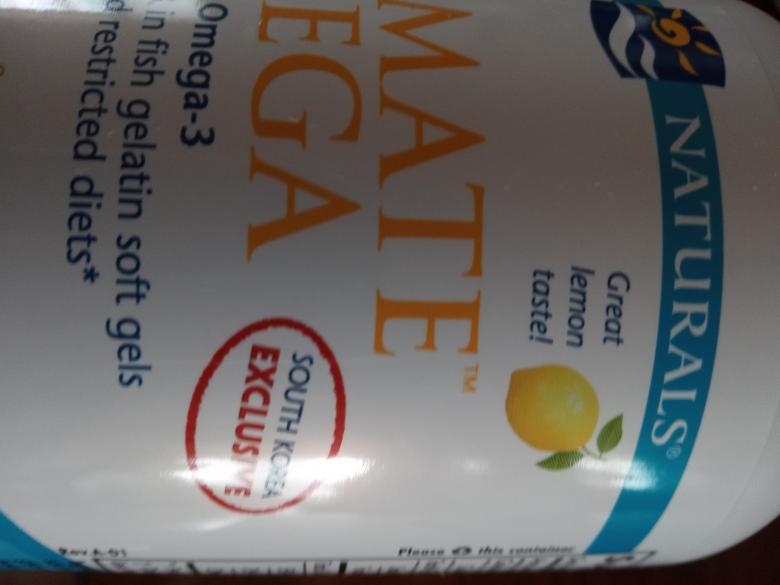 NATURALS®
Great
lemon
taste!
MATE™
EGA
SOUTH KOREA
EXCLUSIVE
Omega-3
in fish gelatin soft gels
d restricted diets*
Please this container